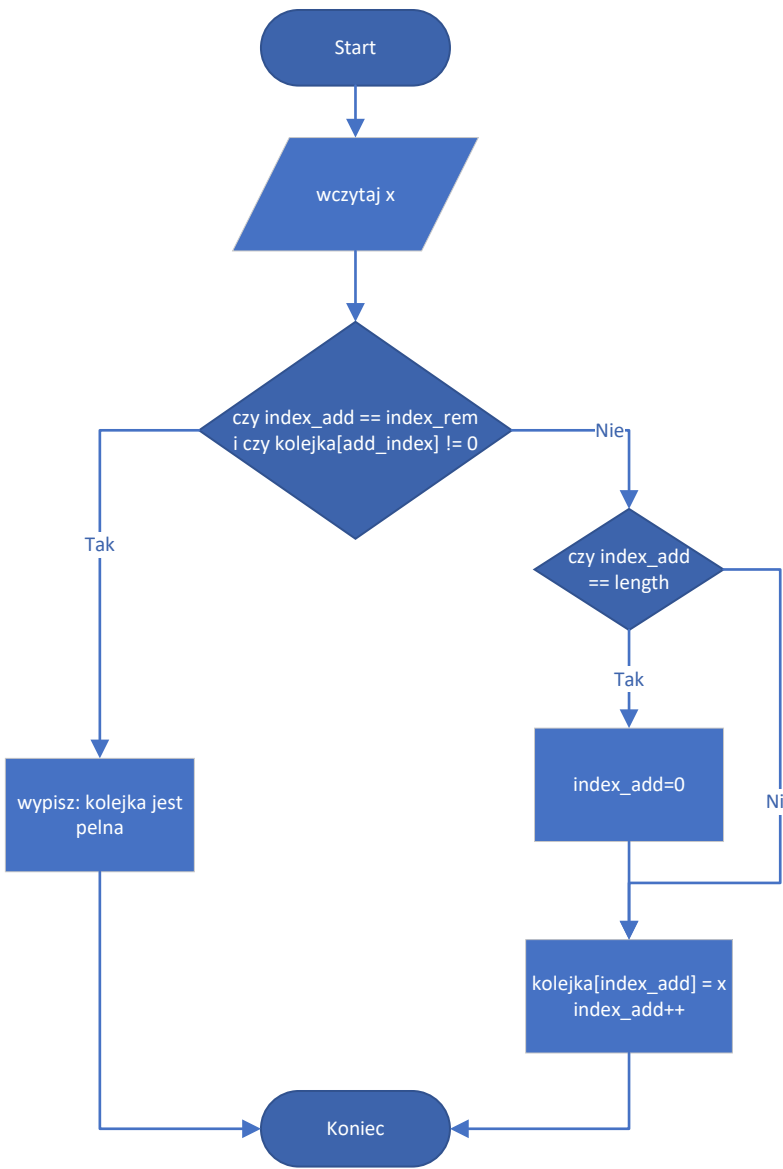 Start
wczytaj x
czy index_add == index_rem
i czy kolejka[add_index] != 0
Nie
Tak
czy index_add
== length
Tak
index_add=0
wypisz: kolejka jest
pelna
Ni
kolejka[index_add] = x
index_add++
Koniec